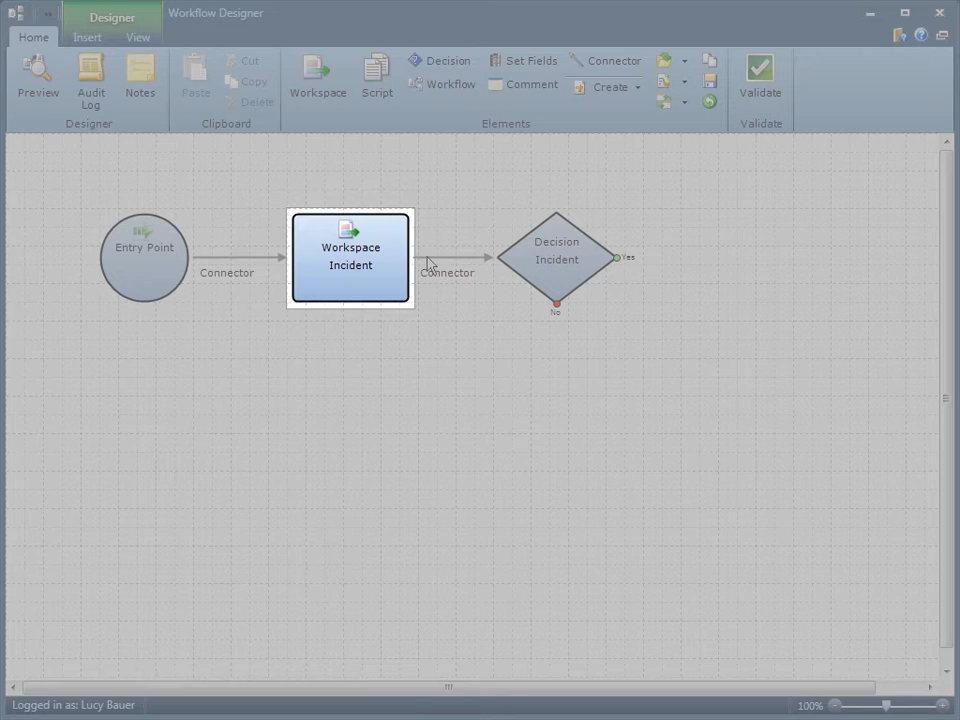 Designer
Workflow Designer
Home
Insert
View
Preview
Audit
Log
Notes
Designer
Paste
Cut
Copy
Delete
Clipboard
Workspace
Script
Decision
Workflow
Set Fields
Comment
Connector
Create
Elements
Validate
Validate
Entry Point
Connector
Workspace
Incident
Connector
Decision
Incident
Yes
No
Logged in as: Lucy Bauer
100%